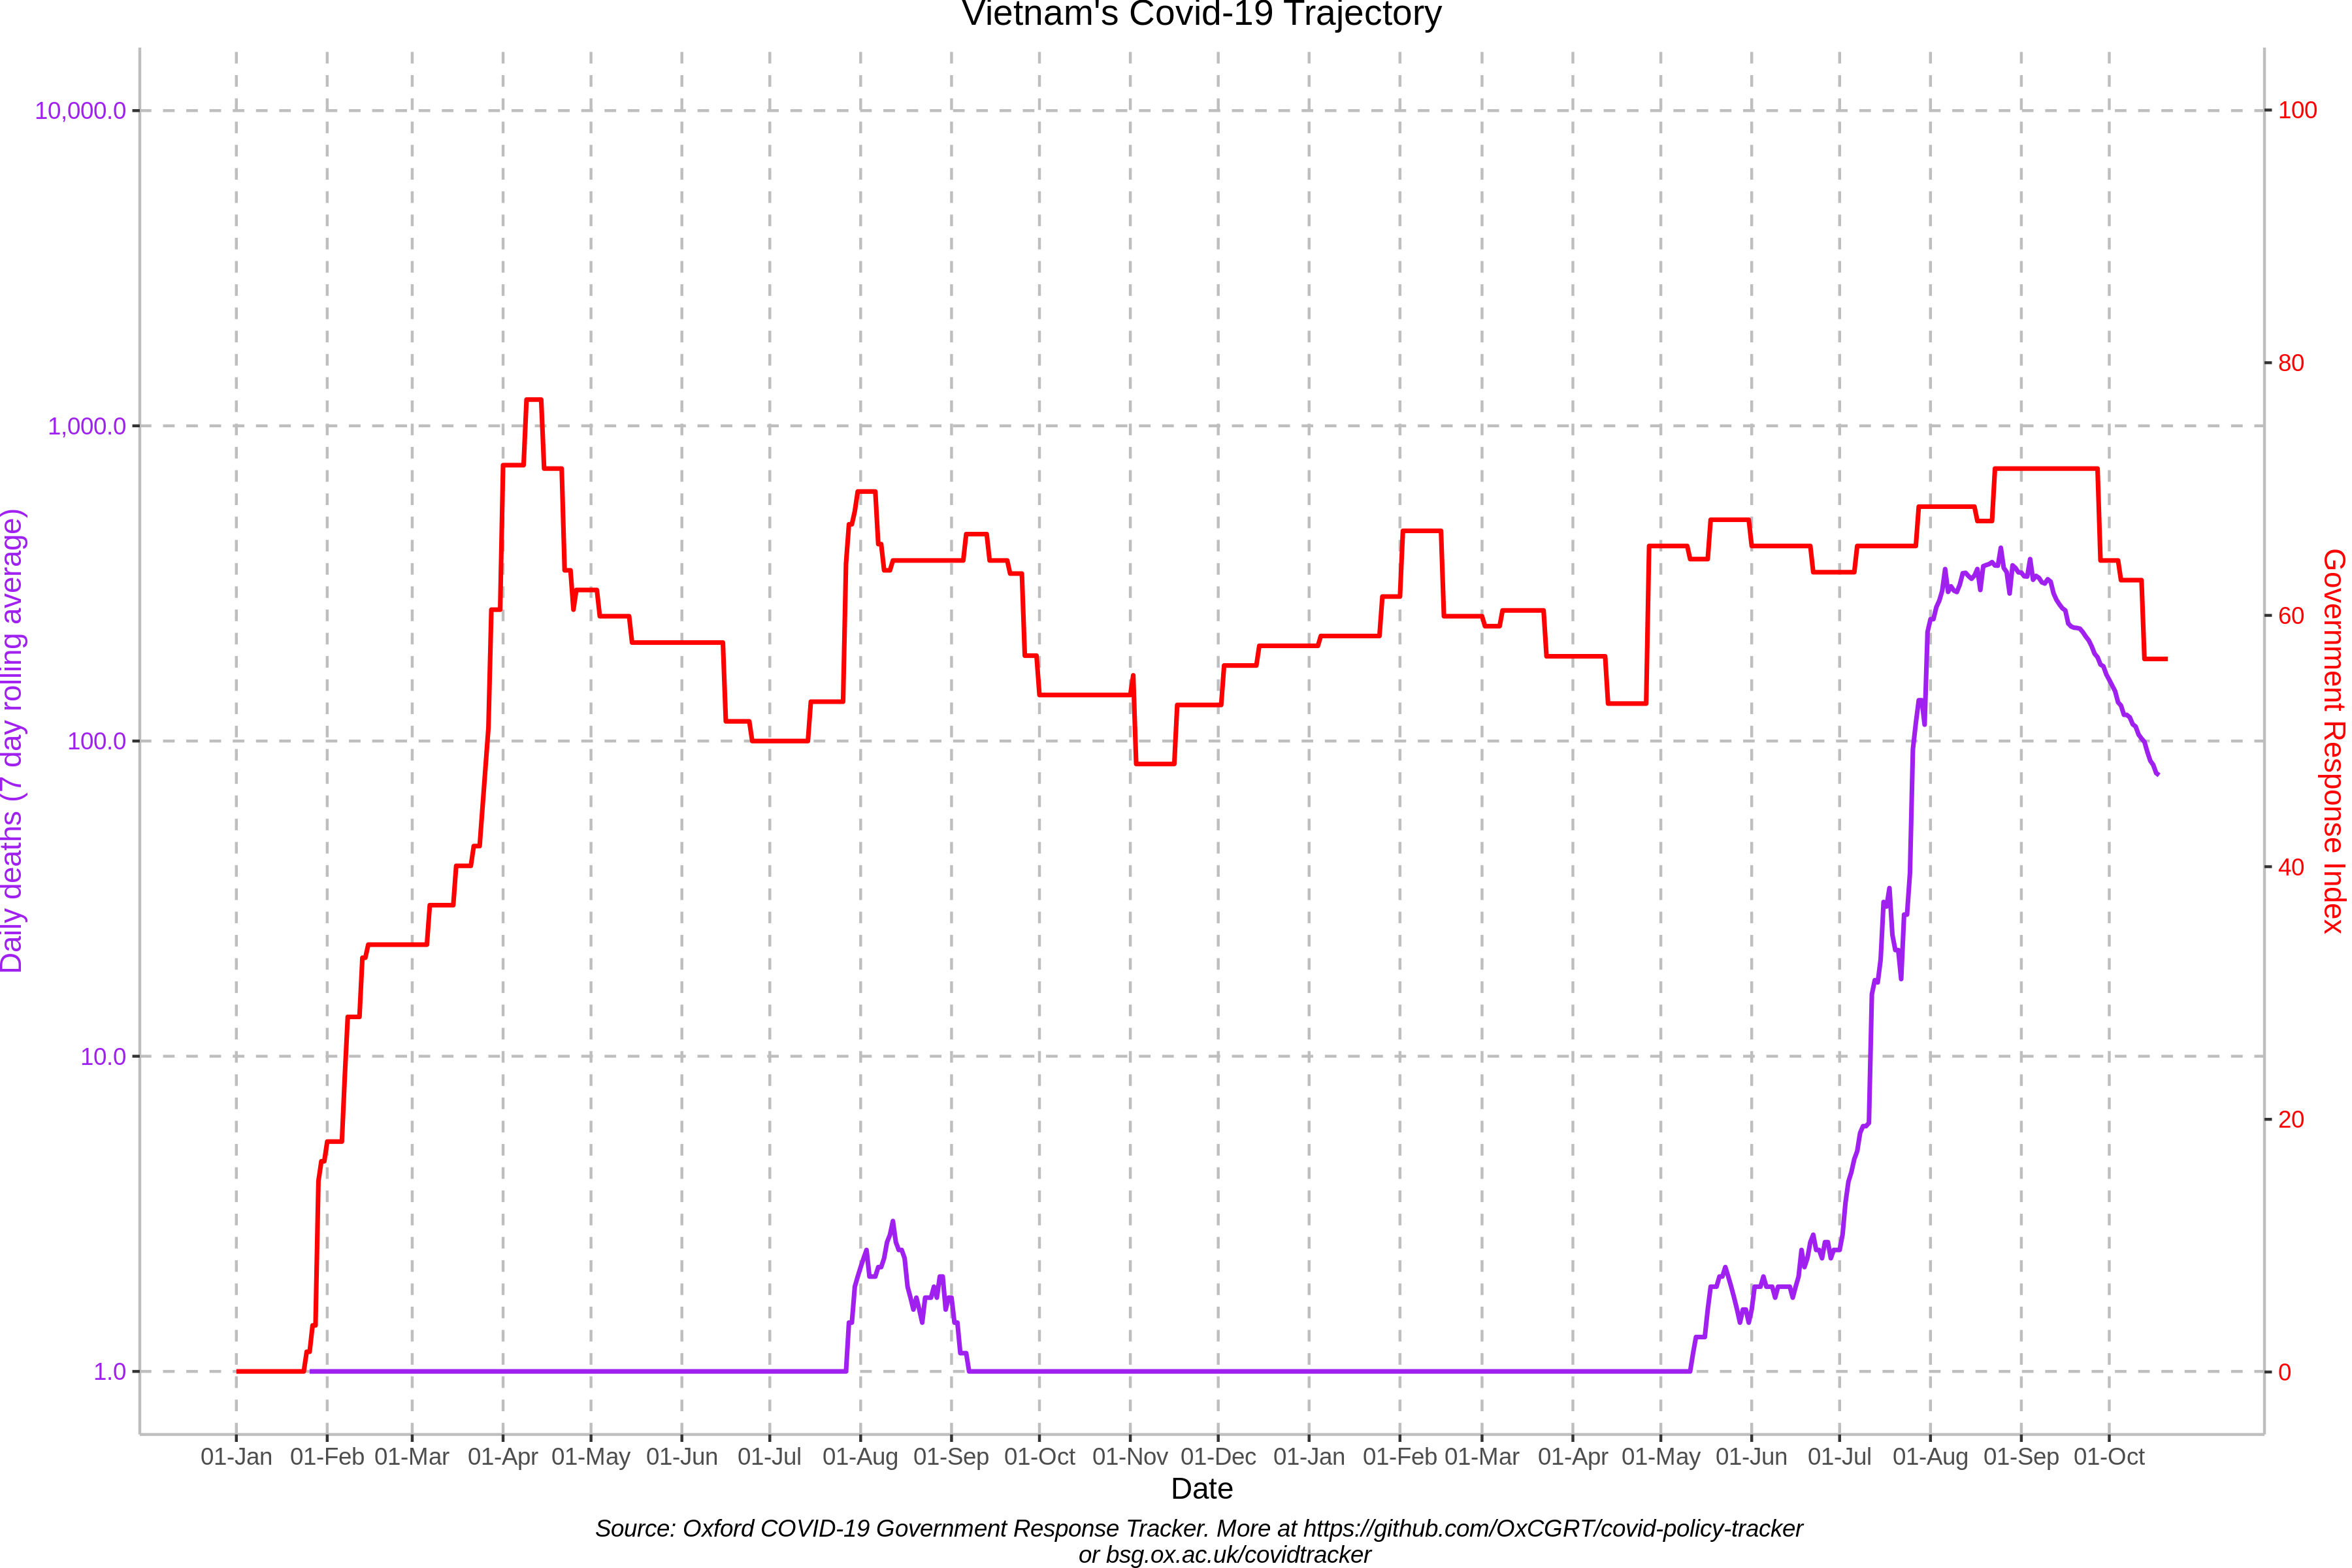 Vietnam's Covid-19 Trajectory
10,000.0
1,000.0
100.0
10.0
1.0
Daily deaths (7 day rolling average)
100
80
60
40
20
0
Government Response Index
01-Jan 01-Feb 01-Mar 01-Apr 01-May 01-Jun 01-Jul 01-Aug 01-Sep 01-Oct 01-Nov 01-Dec 01-Jan 01-Feb 01-Mar 01-Apr 01-May 01-Jun 01-Jul 01-Aug 01-Sep 01-Oct
Date
Source: Oxford COVID-19 Government Response Tracker. More at https://github.com/OxCGRT/covid-policy-tracker
or bsg.ox.ac.uk/covidtracker